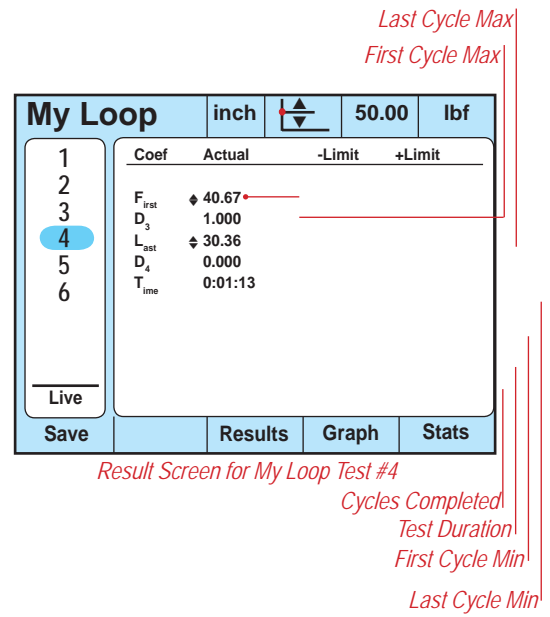 Last Cycle Max
First Cycle Max
My Loop inch 50.00 lbf
1
2
3
4
5
6
Live
Coef Actual -Limit +Limit
First 40.67
D3 1.000
Last 30.36
D4 0.000
Time 0:01:13
Save Results Graph Stats
Result Screen for My Loop Test #4
Cycles Completed
Test Duration
First Cycle Min
Last Cycle Min